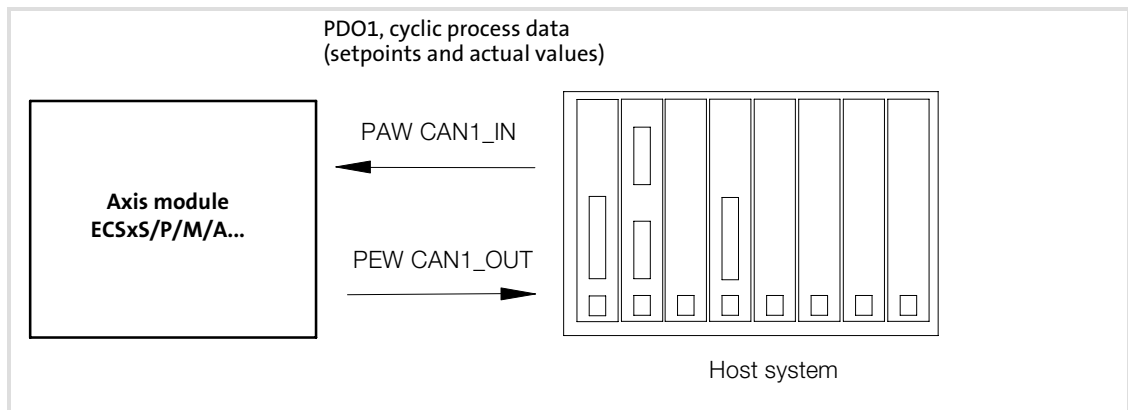 PDO1, cyclic process data
(setpoints and actual values)
PAW CAN1_IN
Axis module
ECSxS/P/M/A...
PEW CAN1_OUT
Host system